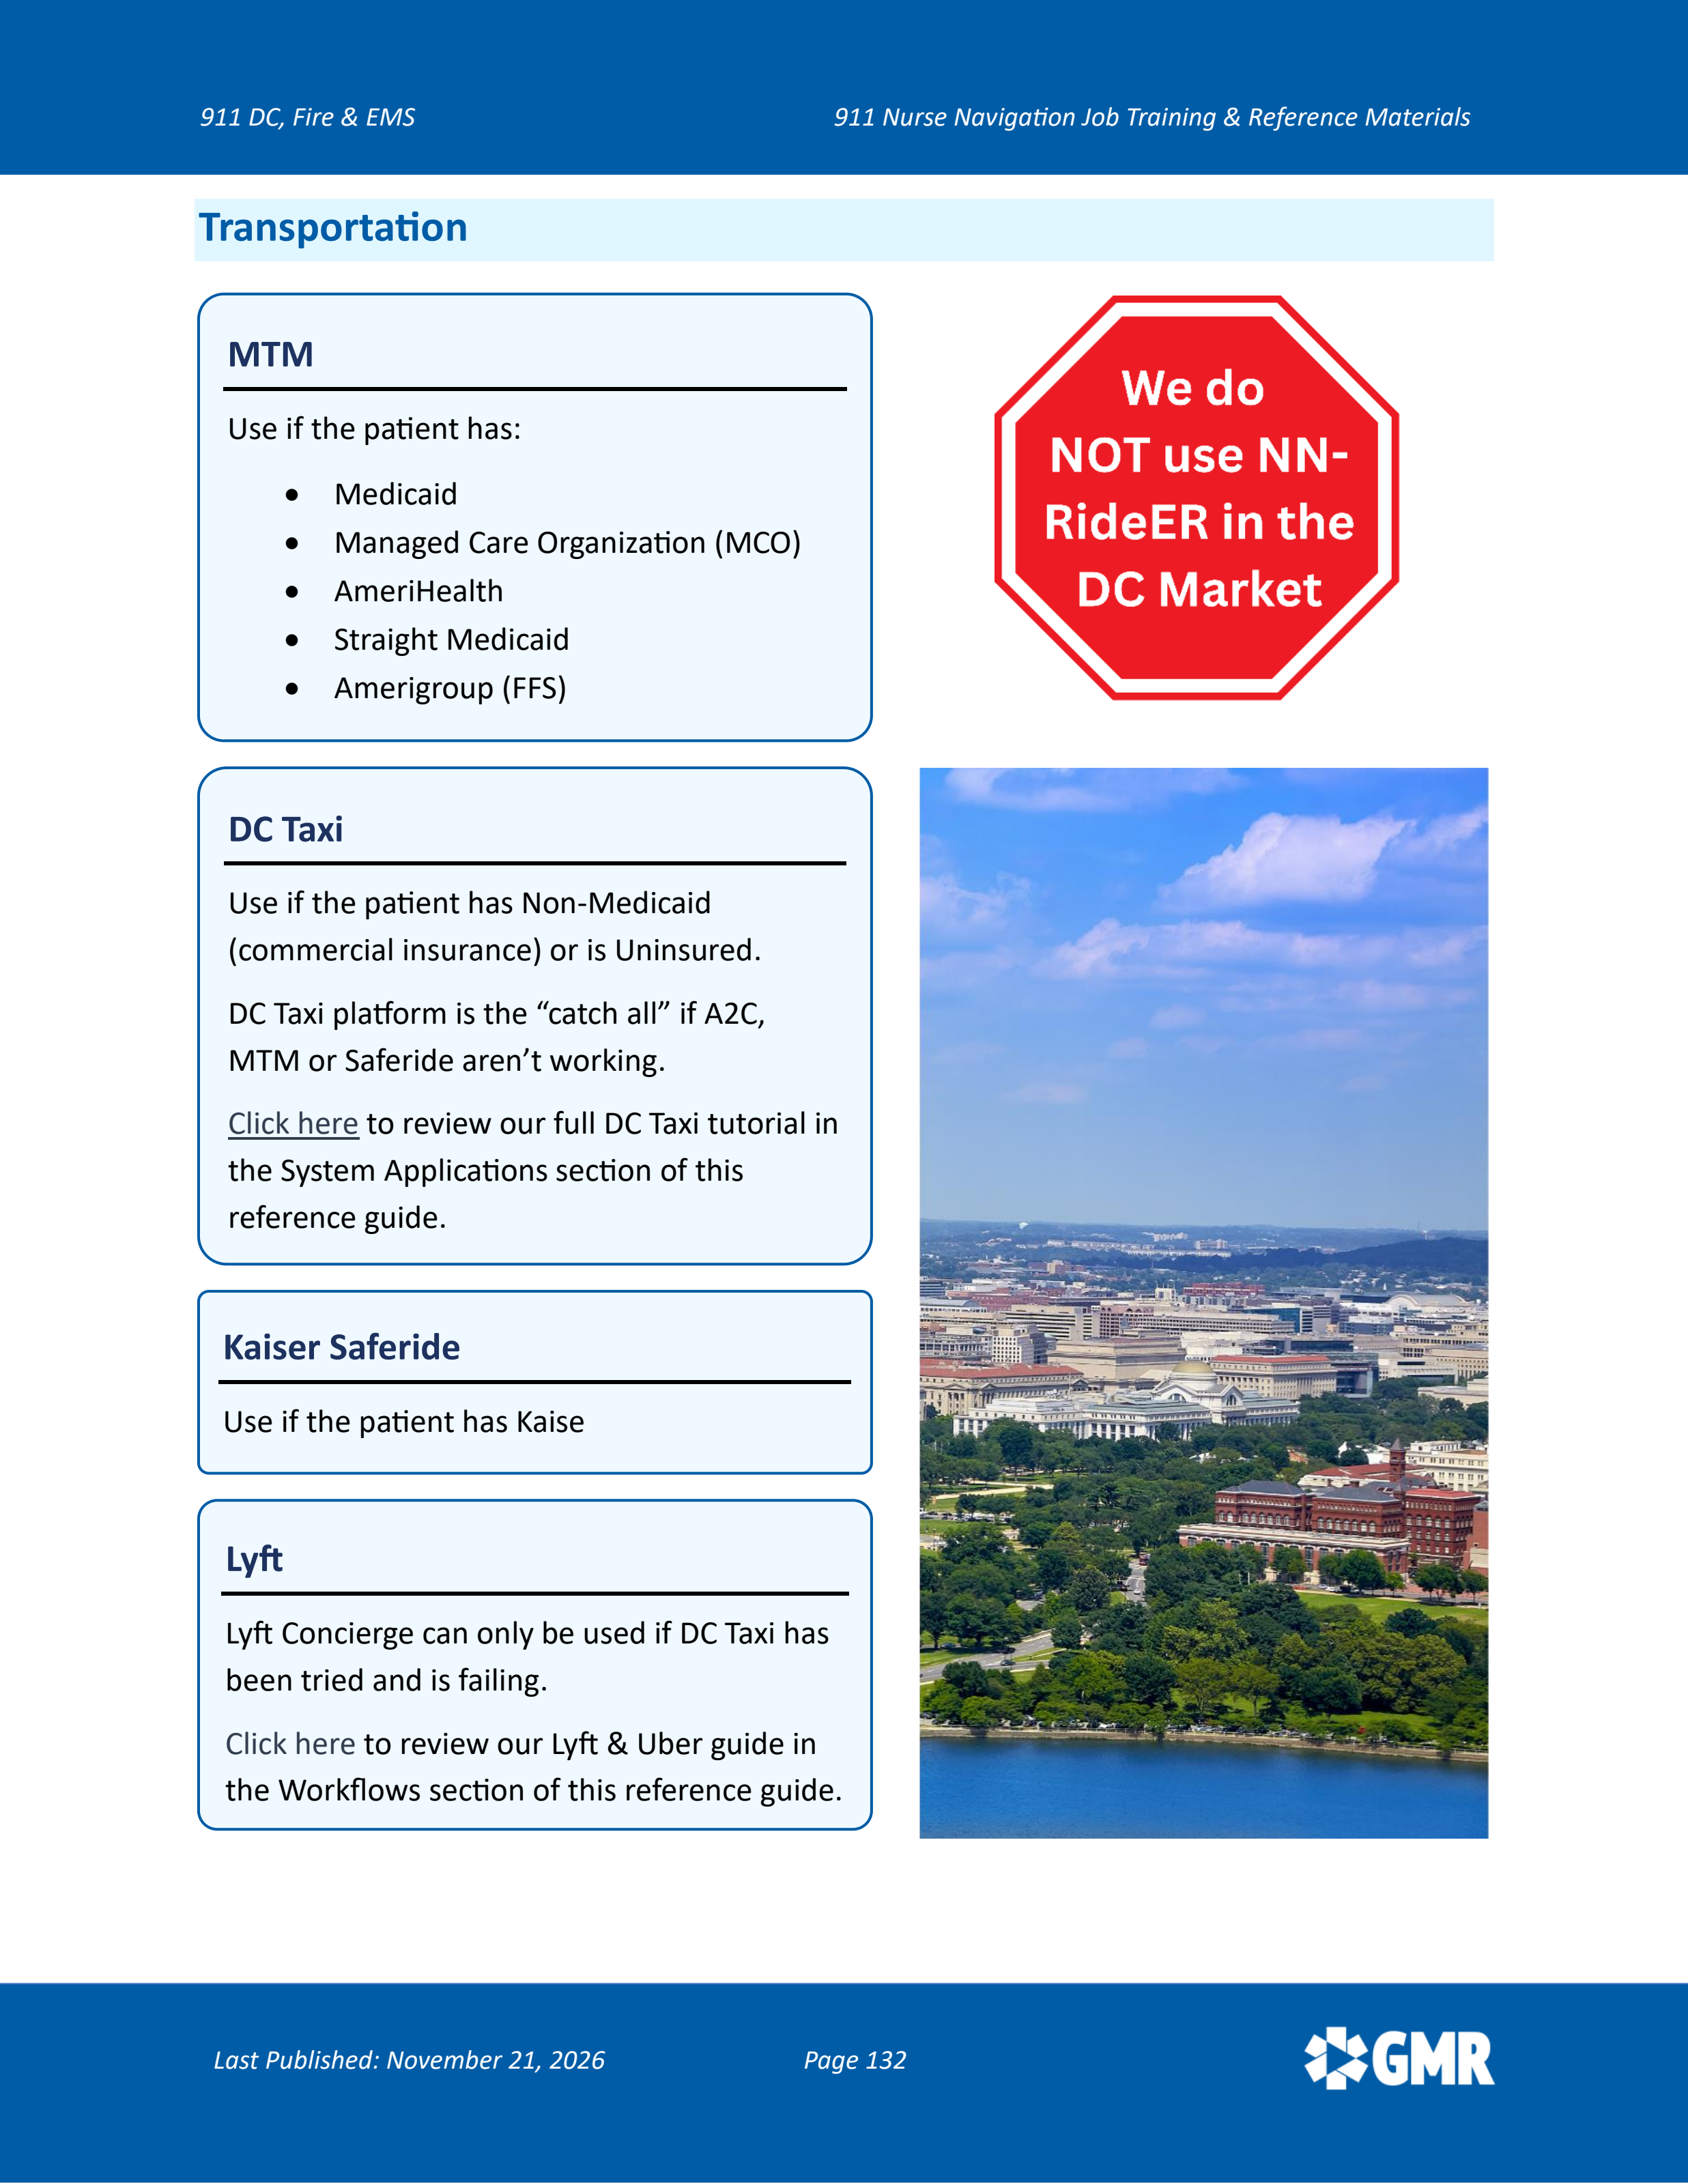 911 DC, Fire & EMS
911 Nurse Navigation Job Training & Reference Materials
Transportation
MTM
Use if the patient has:
• Medicaid
• Managed Care Organization (MCO)
• AmeriHealth
• Straight Medicaid
• Amerigroup (FFS)
We do
NOT use NN-
RideER in the
DC Market
DC Taxi
Use if the patient has Non-Medicaid
(commercial insurance) or is Uninsured.
DC Taxi platform is the “catch all” if A2C,
MTM or Saferide aren’t working.
Click here to review our full DC Taxi tutorial in
the System Applications section of this
reference guide.
Kaiser Saferide
Use if the patient has Kaise
Lyft
Lyft Concierge can only be used if DC Taxi has
been tried and is failing.
Click here to review our Lyft & Uber guide in
the Workflows section of this reference guide.
Last Published: November 21, 2026
Page 132
GMR